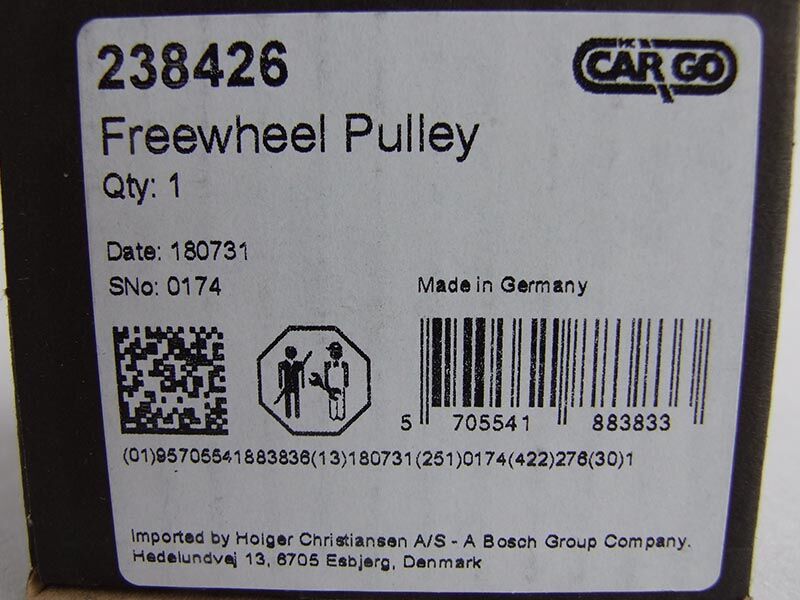 238426
HC
CARGO
Freewheel Pulley
Qty: 1
Date: 180731
SNo: 0174
Made in Germany
5 705541 883833
(01)95705541883836(13)180731(251)0174(422)276(30)1
Imported by Holger Christiansen A/S - A Bosch Group Company.
Hedelundvej 13, 6705 Esbjerg, Denmark